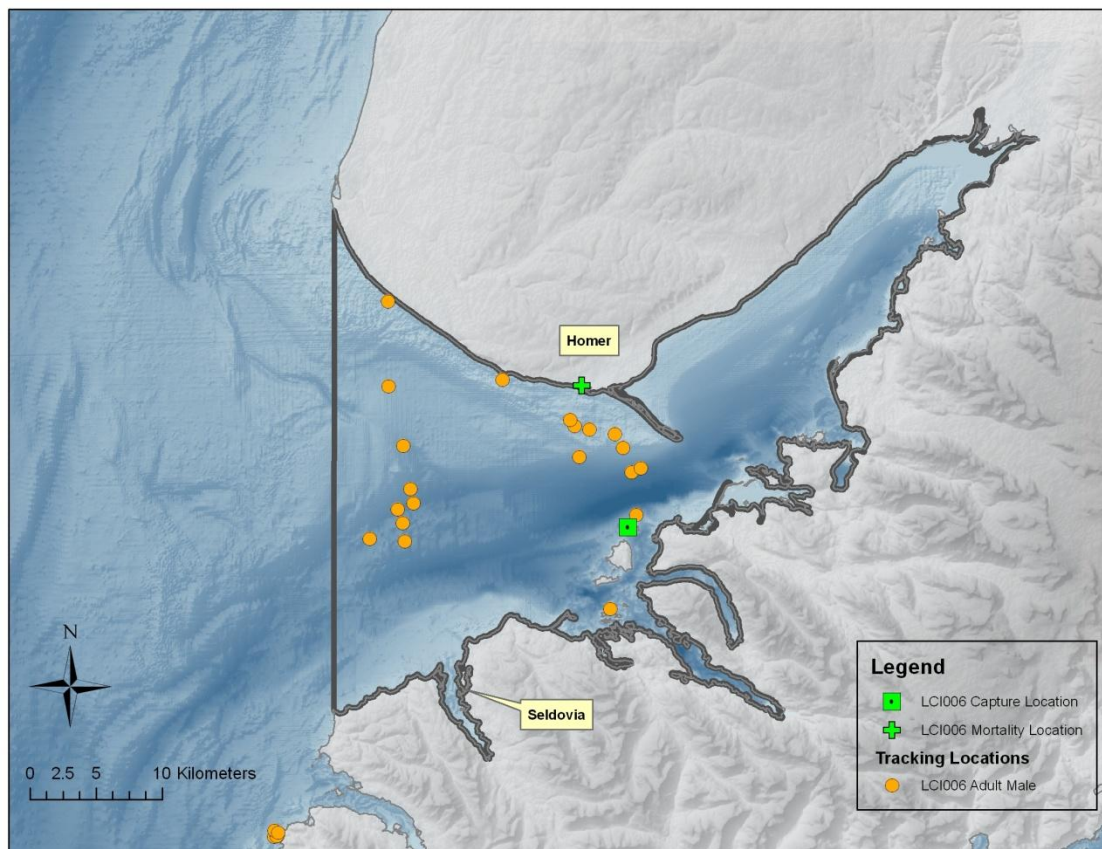 Homer
Seldovia
N
0 2.5 5 10 Kilometers
Legend
LCI006 Capture Location
LCI006 Mortality Location
Tracking Locations
LCI006 Adult Male